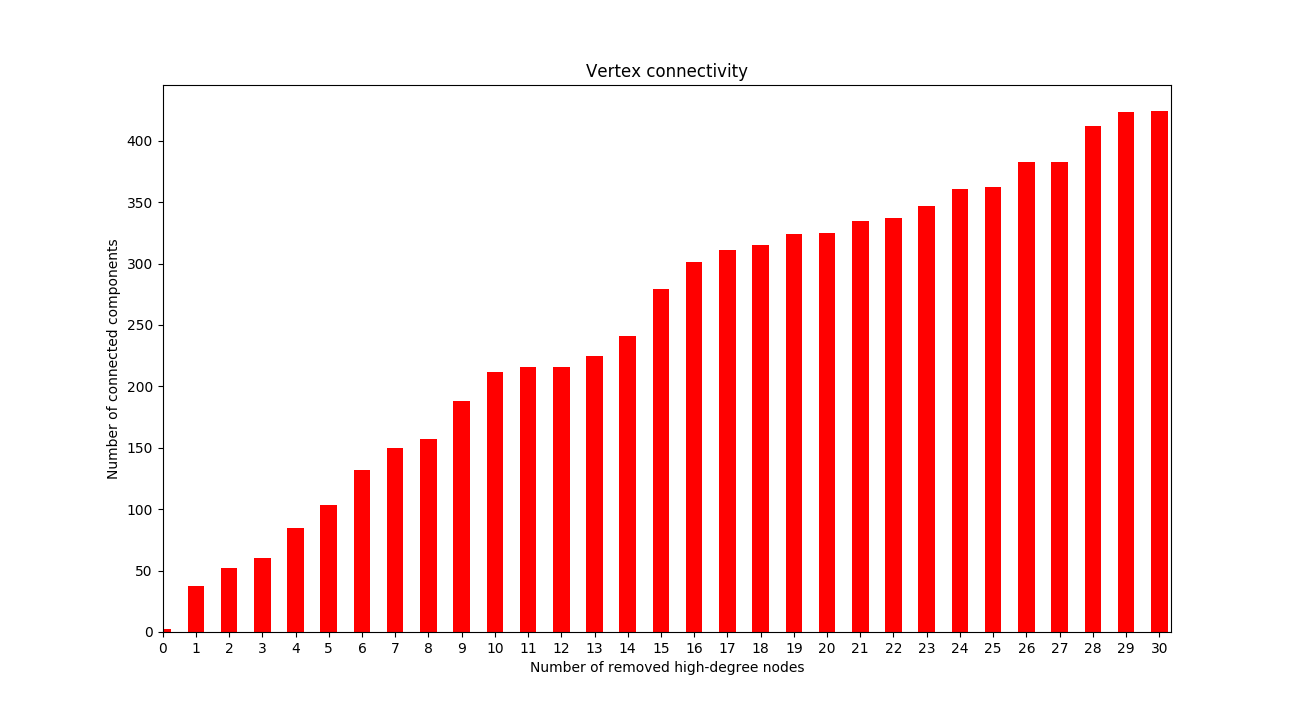 Vertex connectivity
Number of connected components
400
350
300
250
200
150
100
50
0
0 1 2 3 4 5 6 7 8 9 10 11 12 13 14 15 16 17 18 19 20 21 22 23 24 25 26 27 28 29 30
Number of removed high-degree nodes